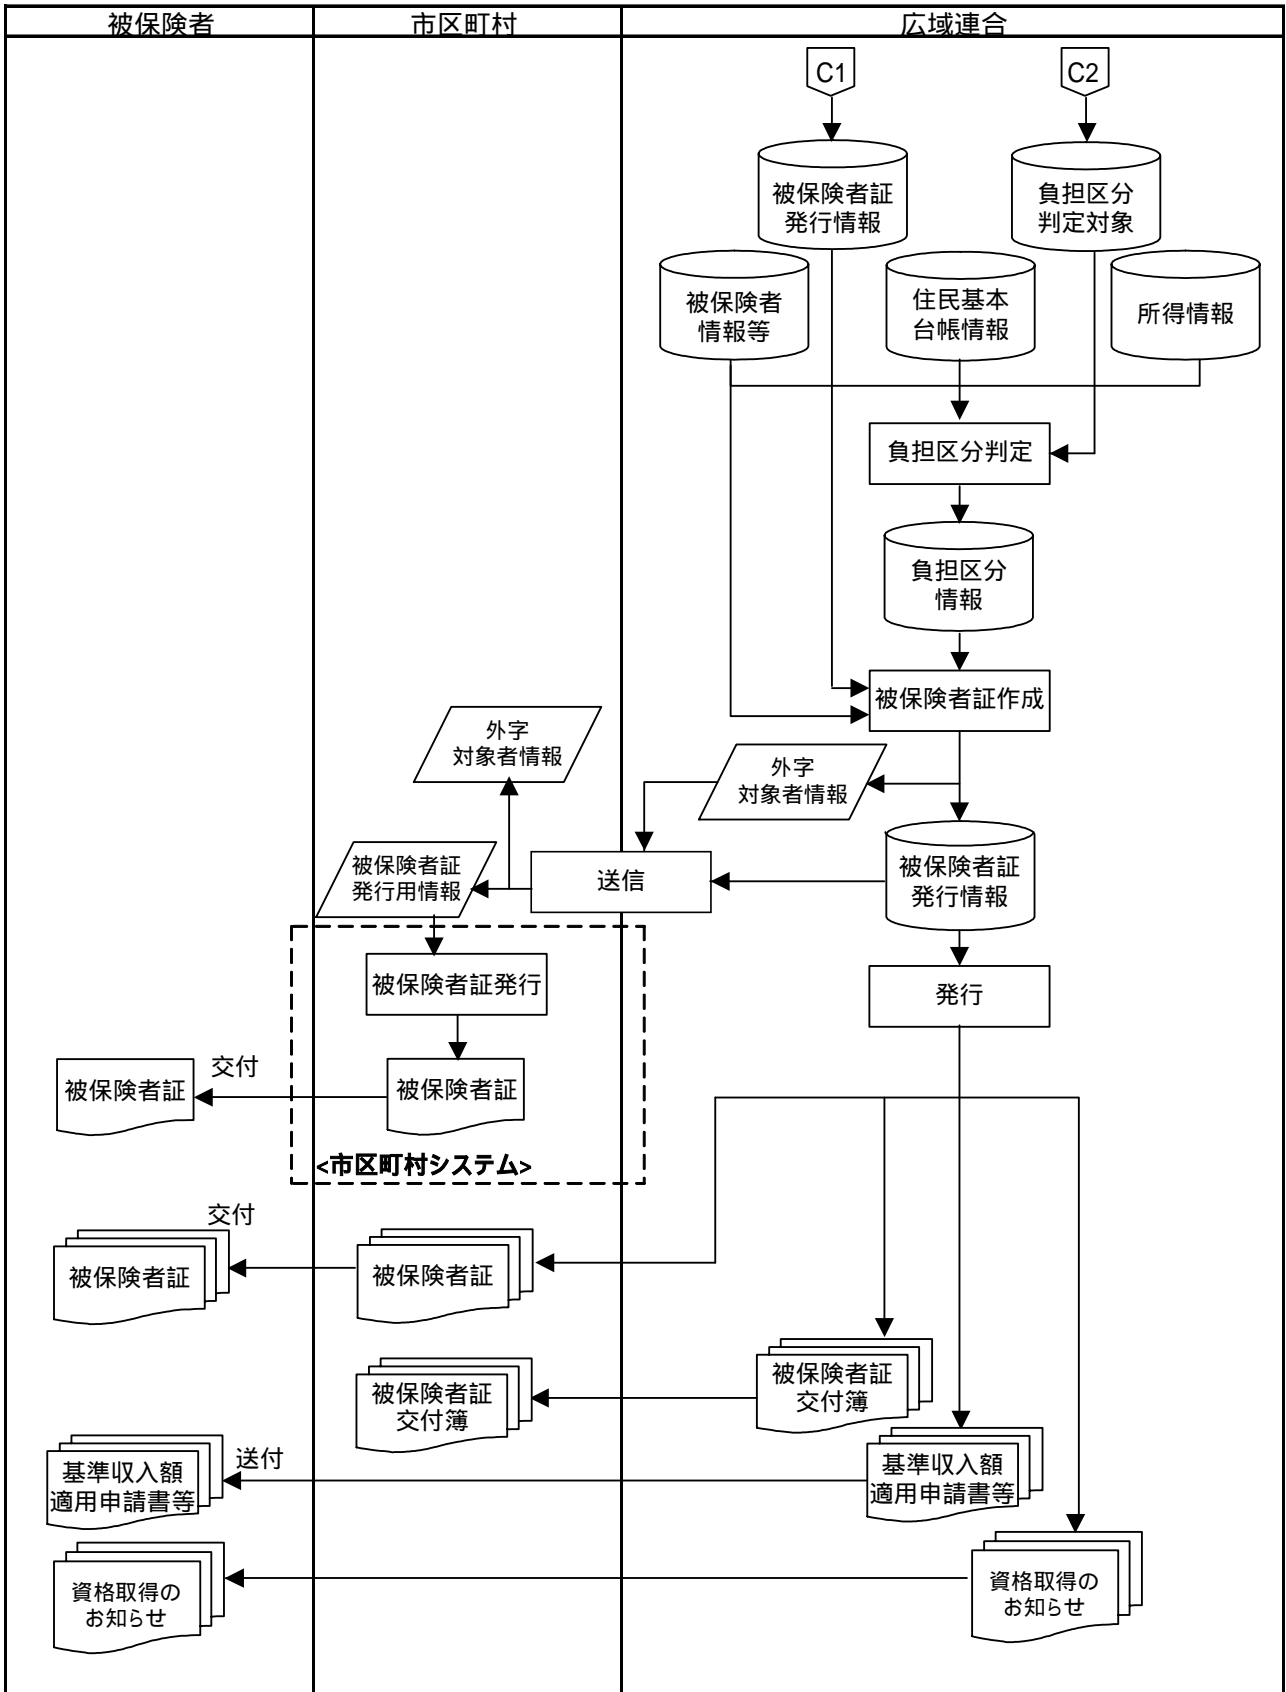 被保険者
市区町村
広域連合
C1
C2
被保険者証
発行情報
負担区分
判定対象
被保険者
情報等
住民基本
台帳情報
所得情報
負担区分判定
負担区分
情報
被保険者証作成
外字
対象者情報
外字
対象者情報
被保険者証
発行用情報
送信
被保険者証
発行情報
被保険者証発行
発行
被保険者証
交付
被保険者証
<市区町村システム>
交付
被保険者証
被保険者証
被保険者証
交付簿
被保険者証
交付簿
基準収入額
適用申請書等
送付
基準収入額
適用申請書等
資格取得の
お知らせ
資格取得の
お知らせ